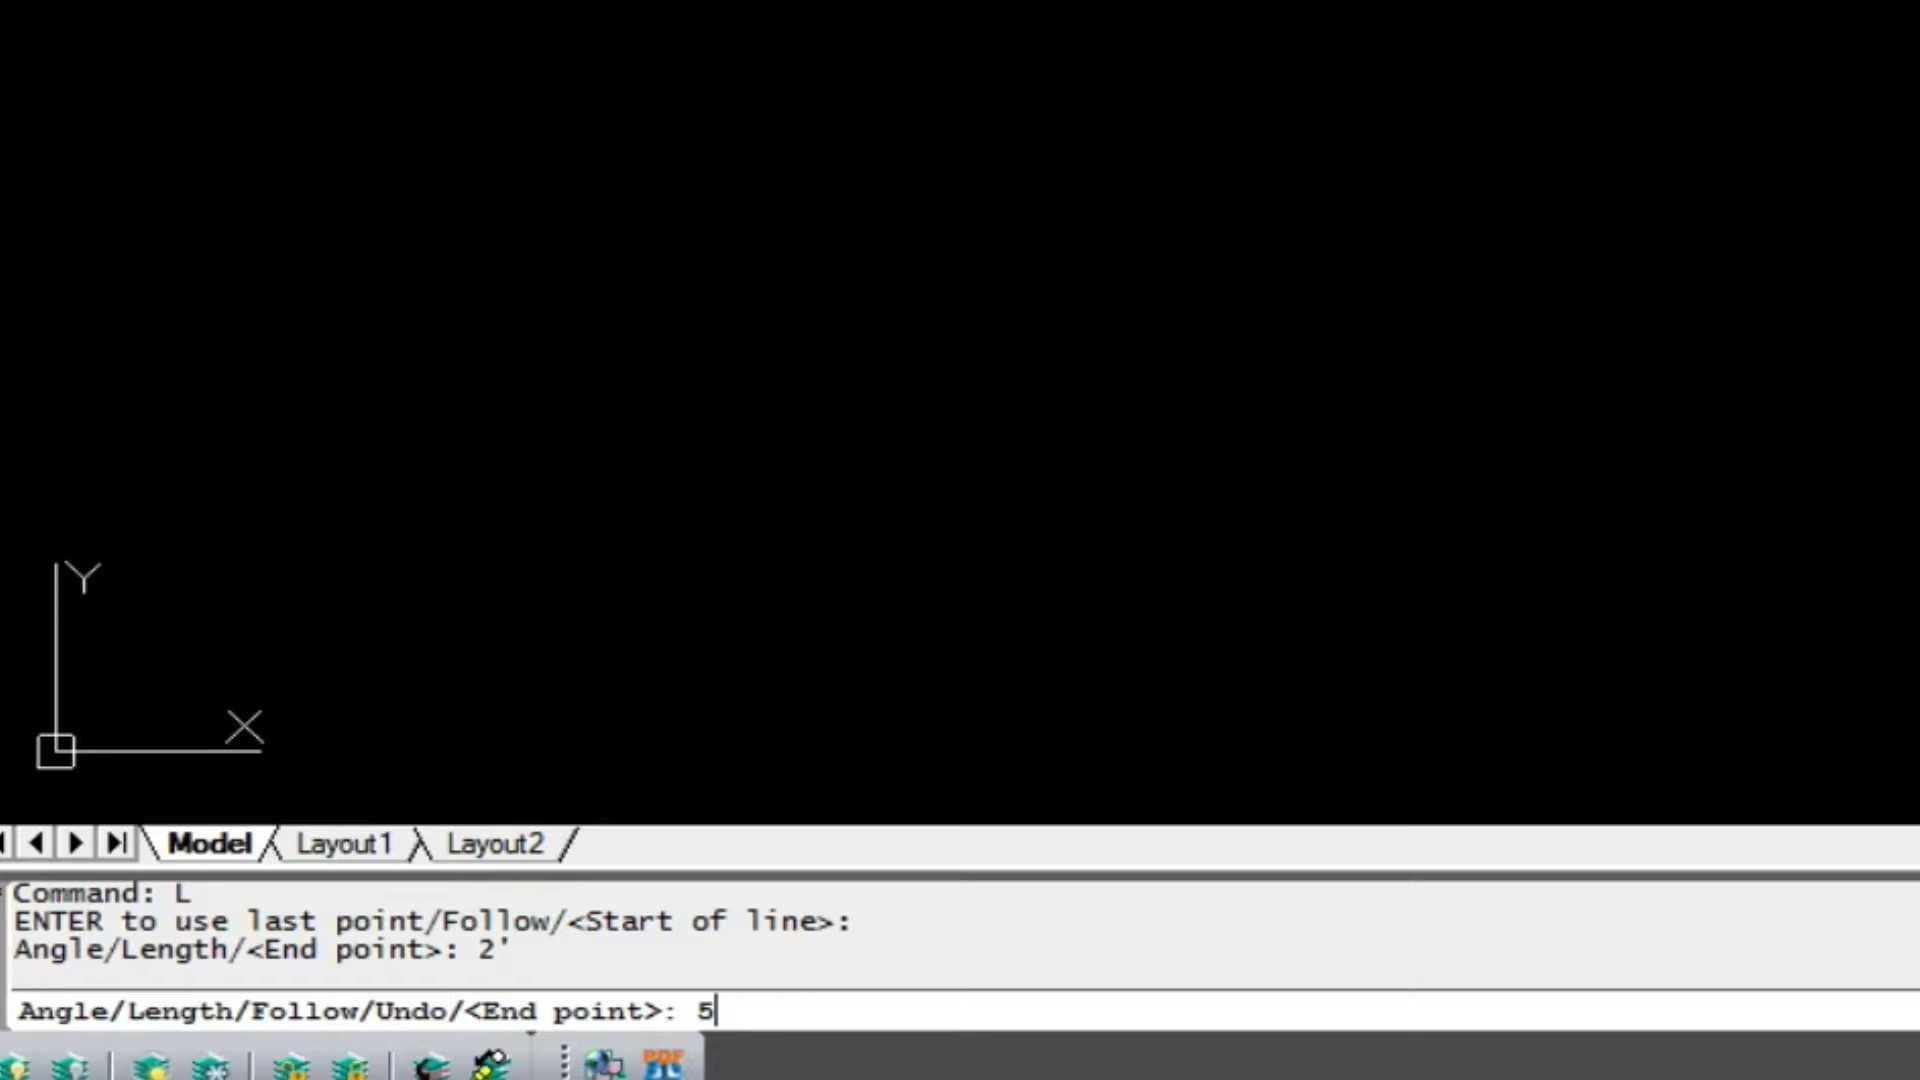 Y
X
Model Layout1 Layout2
Command: L
ENTER to use last point/Follow/<Start of line>:
Angle/Length/<End point>: 2'
Angle/Length/Follow/Undo/<End point>: 5
PDF